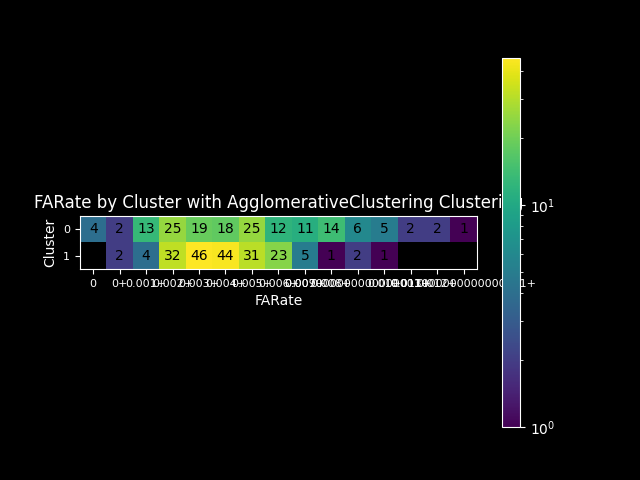 FARate by Cluster with AgglomerativeClustering
10¹
Cluster
0 4 2 13 25 19 18 25 12 11 14 6 5 2 2 1
1 2 4 32 46 44 31 23 5 1 2 1
0 0+
FARate
10⁰